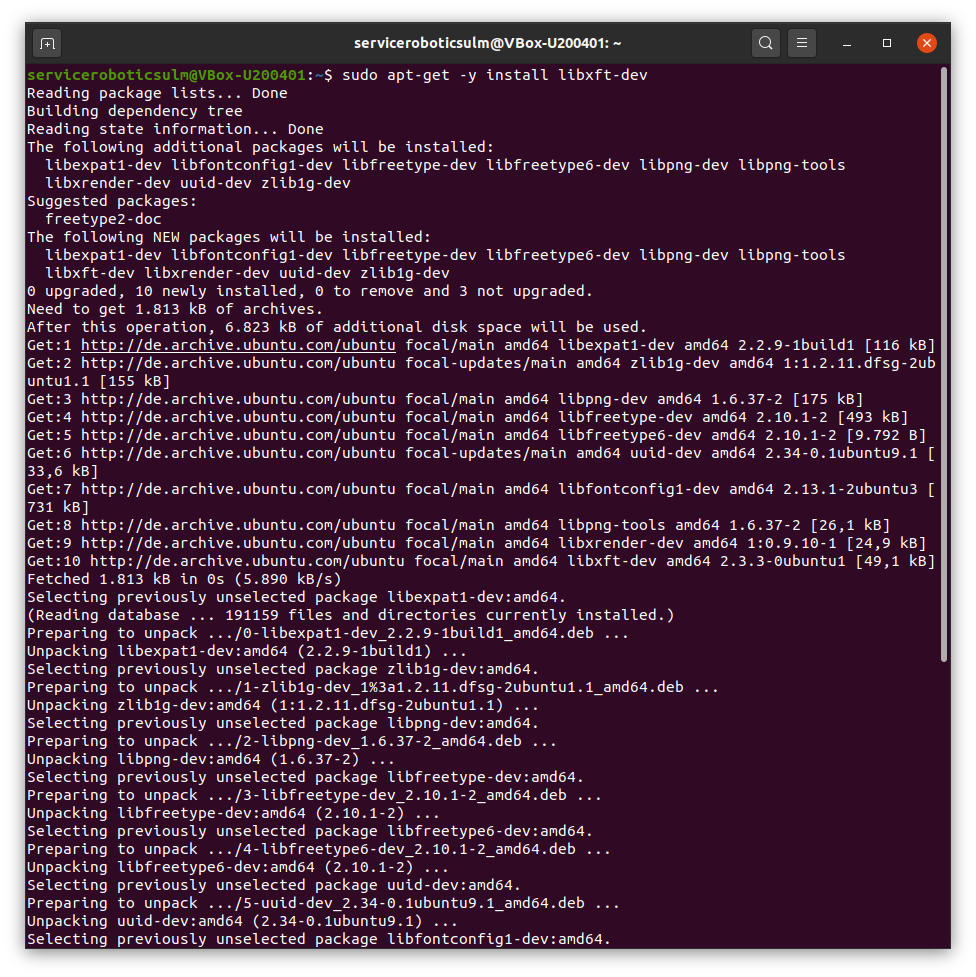 serviceroboticsulm@VBox-U200401: ~
serviceroboticsulm@VBox-U200401:~$ sudo apt-get -y install libxft-dev
Reading package lists... Done
Building dependency tree
Reading state information... Done
The following additional packages will be installed:
  libexpat1-dev libfontconfig1-dev libfreetype-dev libfreetype6-dev libpng-dev libpng-tools
  libxrender-dev uuid-dev zlib1g-dev
Suggested packages:
  freetype2-doc
The following NEW packages will be installed:
  libexpat1-dev libfontconfig1-dev libfreetype-dev libfreetype6-dev libpng-dev libpng-tools
  libxft-dev libxrender-dev uuid-dev zlib1g-dev
0 upgraded, 10 newly installed, 0 to remove and 3 not upgraded.
Need to get 1.813 kB of archives.
After this operation, 6.823 kB of additional disk space will be used.
Get:1 http://de.archive.ubuntu.com/ubuntu focal/main amd64 libexpat1-dev amd64 2.2.9-1build1 [116 kB]
Get:2 http://de.archive.ubuntu.com/ubuntu focal-updates/main amd64 zlib1g-dev amd64 1:1.2.11.dfsg-2ub
untu1.1 [155 kB]
Get:3 http://de.archive.ubuntu.com/ubuntu focal/main amd64 libpng-dev amd64 1.6.37-2 [175 kB]
Get:4 http://de.archive.ubuntu.com/ubuntu focal/main amd64 libfreetype-dev amd64 2.10.1-2 [493 kB]
Get:5 http://de.archive.ubuntu.com/ubuntu focal/main amd64 libfreetype6-dev amd64 2.10.1-2 [9.792 B]
Get:6 http://de.archive.ubuntu.com/ubuntu focal-updates/main amd64 uuid-dev amd64 2.34-0.1ubuntu9.1 [
33,6 kB]
Get:7 http://de.archive.ubuntu.com/ubuntu focal/main amd64 libfontconfig1-dev amd64 2.13.1-2ubuntu3 [
731 kB]
Get:8 http://de.archive.ubuntu.com/ubuntu focal/main amd64 libpng-tools amd64 1.6.37-2 [26,1 kB]
Get:9 http://de.archive.ubuntu.com/ubuntu focal/main amd64 libxrender-dev amd64 1:0.9.10-1 [24,9 kB]
Get:10 http://de.archive.ubuntu.com/ubuntu focal/main amd64 libxft-dev amd64 2.3.3-0ubuntu1 [49,1 kB]
Fetched 1.813 kB in 0s (5.890 kB/s)
Selecting previously unselected package libexpat1-dev:amd64.
(Reading database ... 191159 files and directories currently installed.)
Preparing to unpack .../0-libexpat1-dev_2.2.9-1build1_amd64.deb ...
Unpacking libexpat1-dev:amd64 (2.2.9-1build1) ...
Selecting previously unselected package zlib1g-dev:amd64.
Preparing to unpack .../1-zlib1g-dev_1%3a1.2.11.dfsg-2ubuntu1.1_amd64.deb ...
Unpacking zlib1g-dev:amd64 (1:1.2.11.dfsg-2ubuntu1.1) ...
Selecting previously unselected package libpng-dev:amd64.
Preparing to unpack .../2-libpng-dev_1.6.37-2_amd64.deb ...
Unpacking libpng-dev:amd64 (1.6.37-2) ...
Selecting previously unselected package libfreetype-dev:amd64.
Preparing to unpack .../3-libfreetype-dev_2.10.1-2_amd64.deb ...
Unpacking libfreetype-dev:amd64 (2.10.1-2) ...
Selecting previously unselected package libfreetype6-dev:amd64.
Preparing to unpack .../4-libfreetype6-dev_2.10.1-2_amd64.deb ...
Unpacking libfreetype6-dev:amd64 (2.10.1-2) ...
Selecting previously unselected package uuid-dev:amd64.
Preparing to unpack .../5-uuid-dev_2.34-0.1ubuntu9.1_amd64.deb ...
Unpacking uuid-dev:amd64 (2.34-0.1ubuntu9.1) ...
Selecting previously unselected package libfontconfig1-dev:amd64.